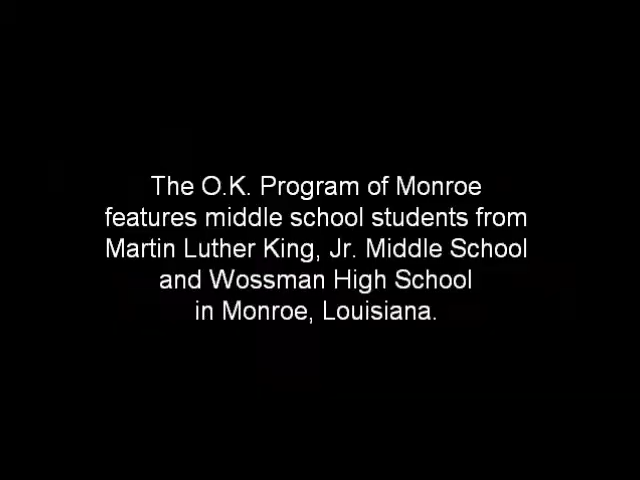 The O.K. Program of Monroe
features middle school students from
Martin Luther King, Jr. Middle School
and Wossman High School
in Monroe, Louisiana.